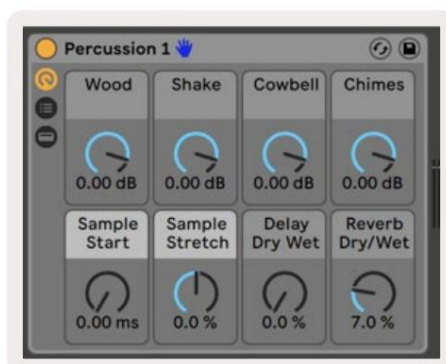 Percussion 1
Wood Shake Cowbell Chimes
0.00 dB 0.00 dB 0.00 dB 0.00 dB
Sample Sample Delay Reverb
Start Stretch Dry Wet Dry/Wet
0.00 ms 0.0 % 0.0 % 7.0 %